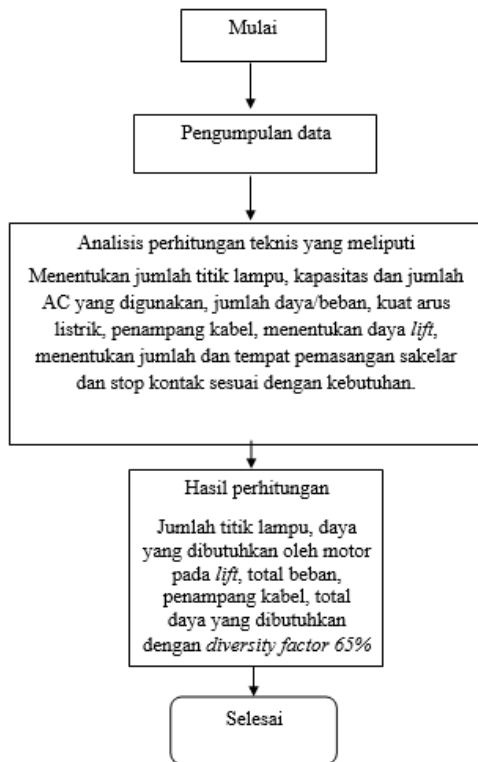 Mulai
Pengumpulan data
Analisis perhitungan teknis yang meliputi
Menentukan jumlah titik lampu, kapasitas dan jumlah
AC yang digunakan, jumlah daya/beban, kuat arus
listrik, penampang kabel, menentukan daya lift,
menentukan jumlah dan tempat pemasangan sakelar
dan stop kontak sesuai dengan kebutuhan.
Hasil perhitungan
Jumlah titik lampu, daya
yang dibutuhkan oleh motor
pada lift, total beban,
penampang kabel, total
daya yang dibutuhkan
dengan diversity factor 65%
Selesai